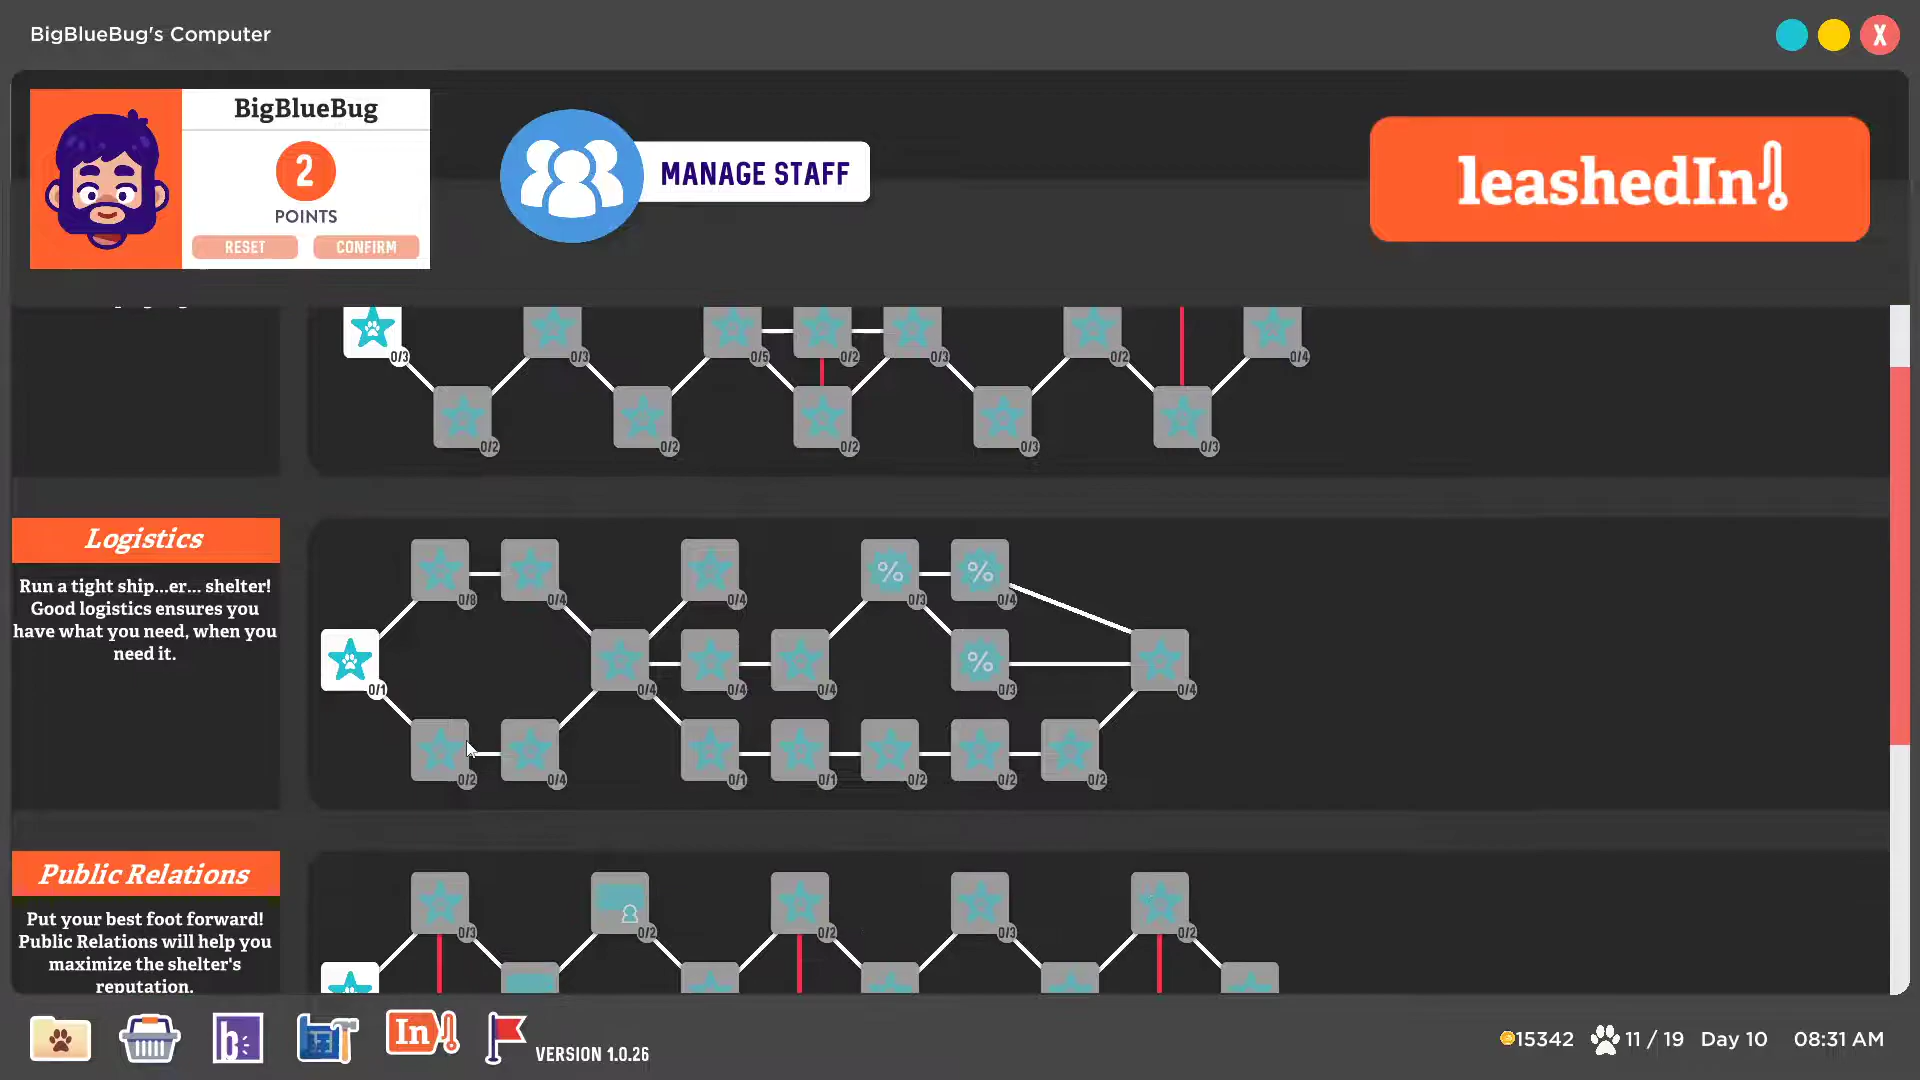 BigBlueBug's Computer
X
BigBlueBug
2
POINTS
RESET
CONFIRM
MANAGE STAFF
leashedIn
0/3
0/3
0/5
0/2
0/3
0/2
0/4
0/2
0/2
0/2
0/3
0/3
Logistics
Run a tight ship...er... shelter!
Good logistics ensures you
have what you need, when you
need it.
0/8
0/4
0/4
%
0/3
%
0/4
0/1
0/4
0/4
0/4
%
0/3
0/4
0/2
0/4
0/1
0/1
0/2
0/2
0/2
Public Relations
Put your best foot forward!
Public Relations will help you
maximize the shelter's
reputation.
0/3
0/2
0/2
0/3
0/2
b
In
VERSION 1.0.26
15342
11 / 19
Day 10
08:31 AM